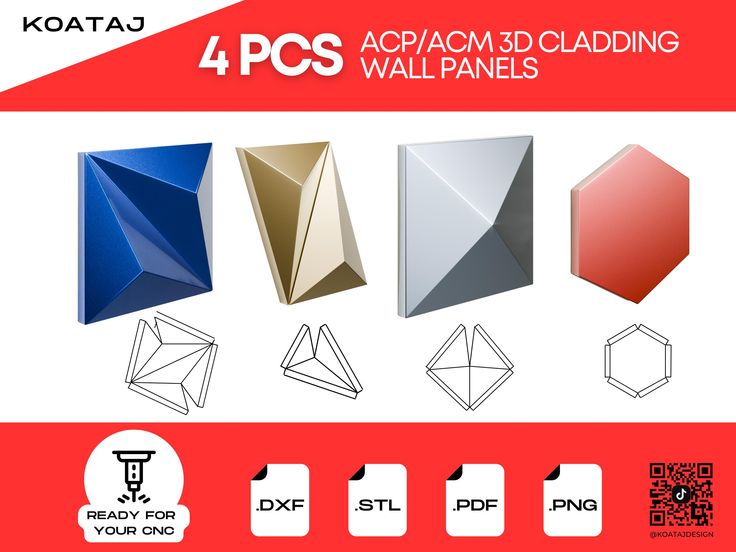 KOATAJ
4 PCS
ACP/ACM 3D CLADDING
WALL PANELS
READY FOR
YOUR CNC
.DXF
.STL
.PDF
.PNG
@KOATAJDESIGN